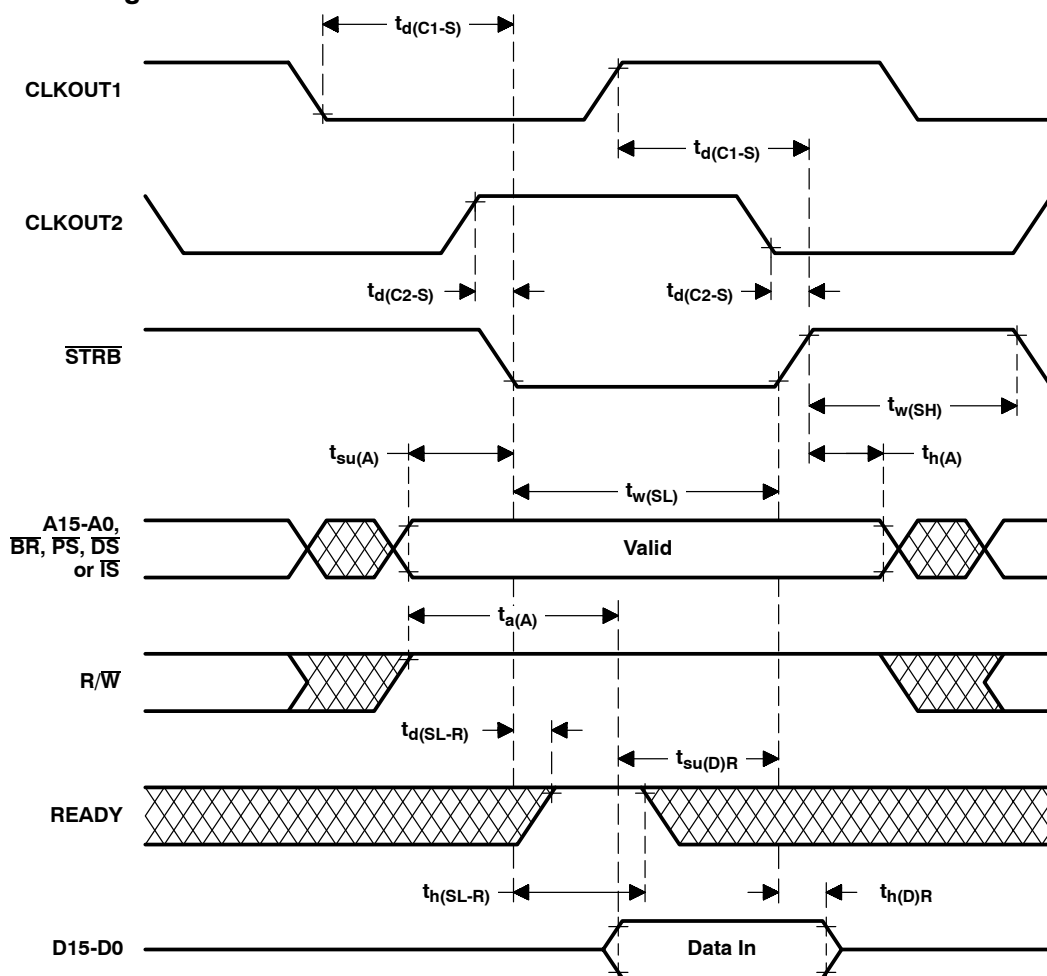 td(C1-S)
CLKOUT1
td(C1-S)
CLKOUT2
td(C2-S)
td(C2-S)
STRB
tw(SH)
tsu(A)
th(A)
tw(SL)
A15-A0,
BR, PS, DS
or IS
Valid
ta(A)
R/W
td(SL-R)
tsu(D)R
READY
th(SL-R)
th(D)R
D15-D0
Data In